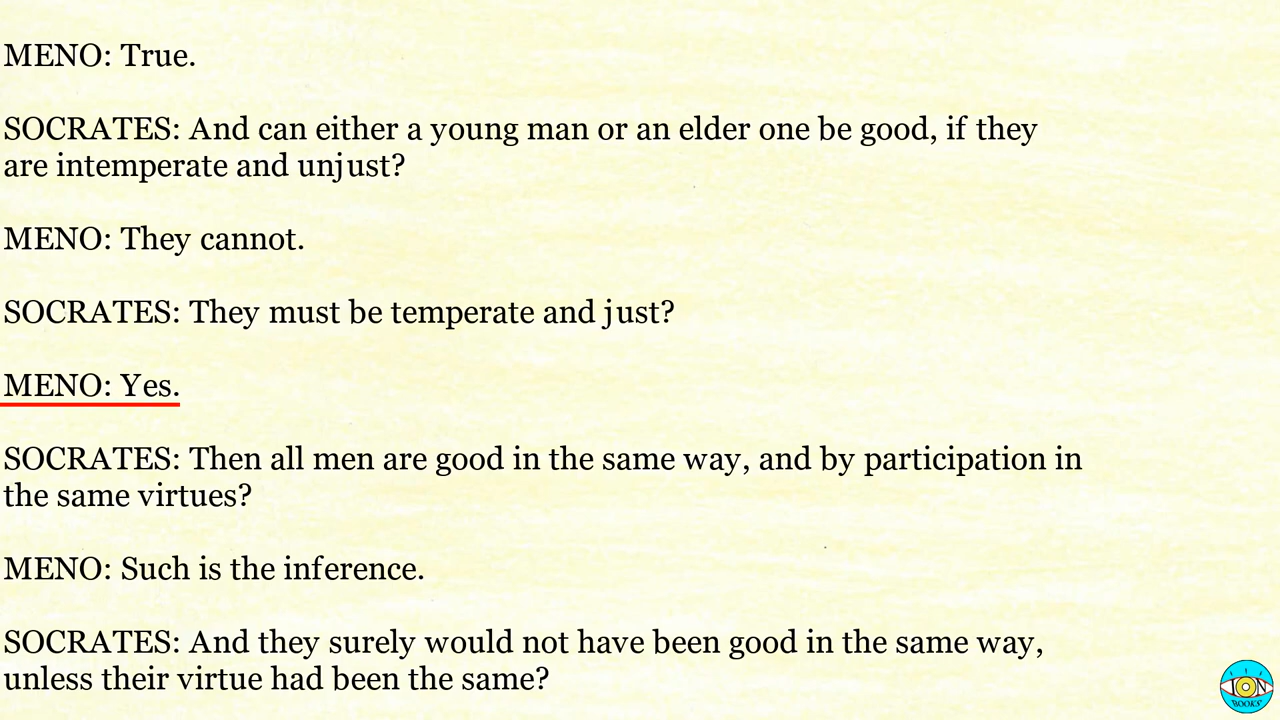 MENO: True.
SOCRATES: And can either a young man or an elder one be good, if they
are intemperate and unjust?
MENO: They cannot.
SOCRATES: They must be temperate and just?
MENO: Yes.
SOCRATES: Then all men are good in the same way, and by participation in
the same virtues?
MENO: Such is the inference.
SOCRATES: And they surely would not have been good in the same way,
unless their virtue had been the same?
ION
BOOKS